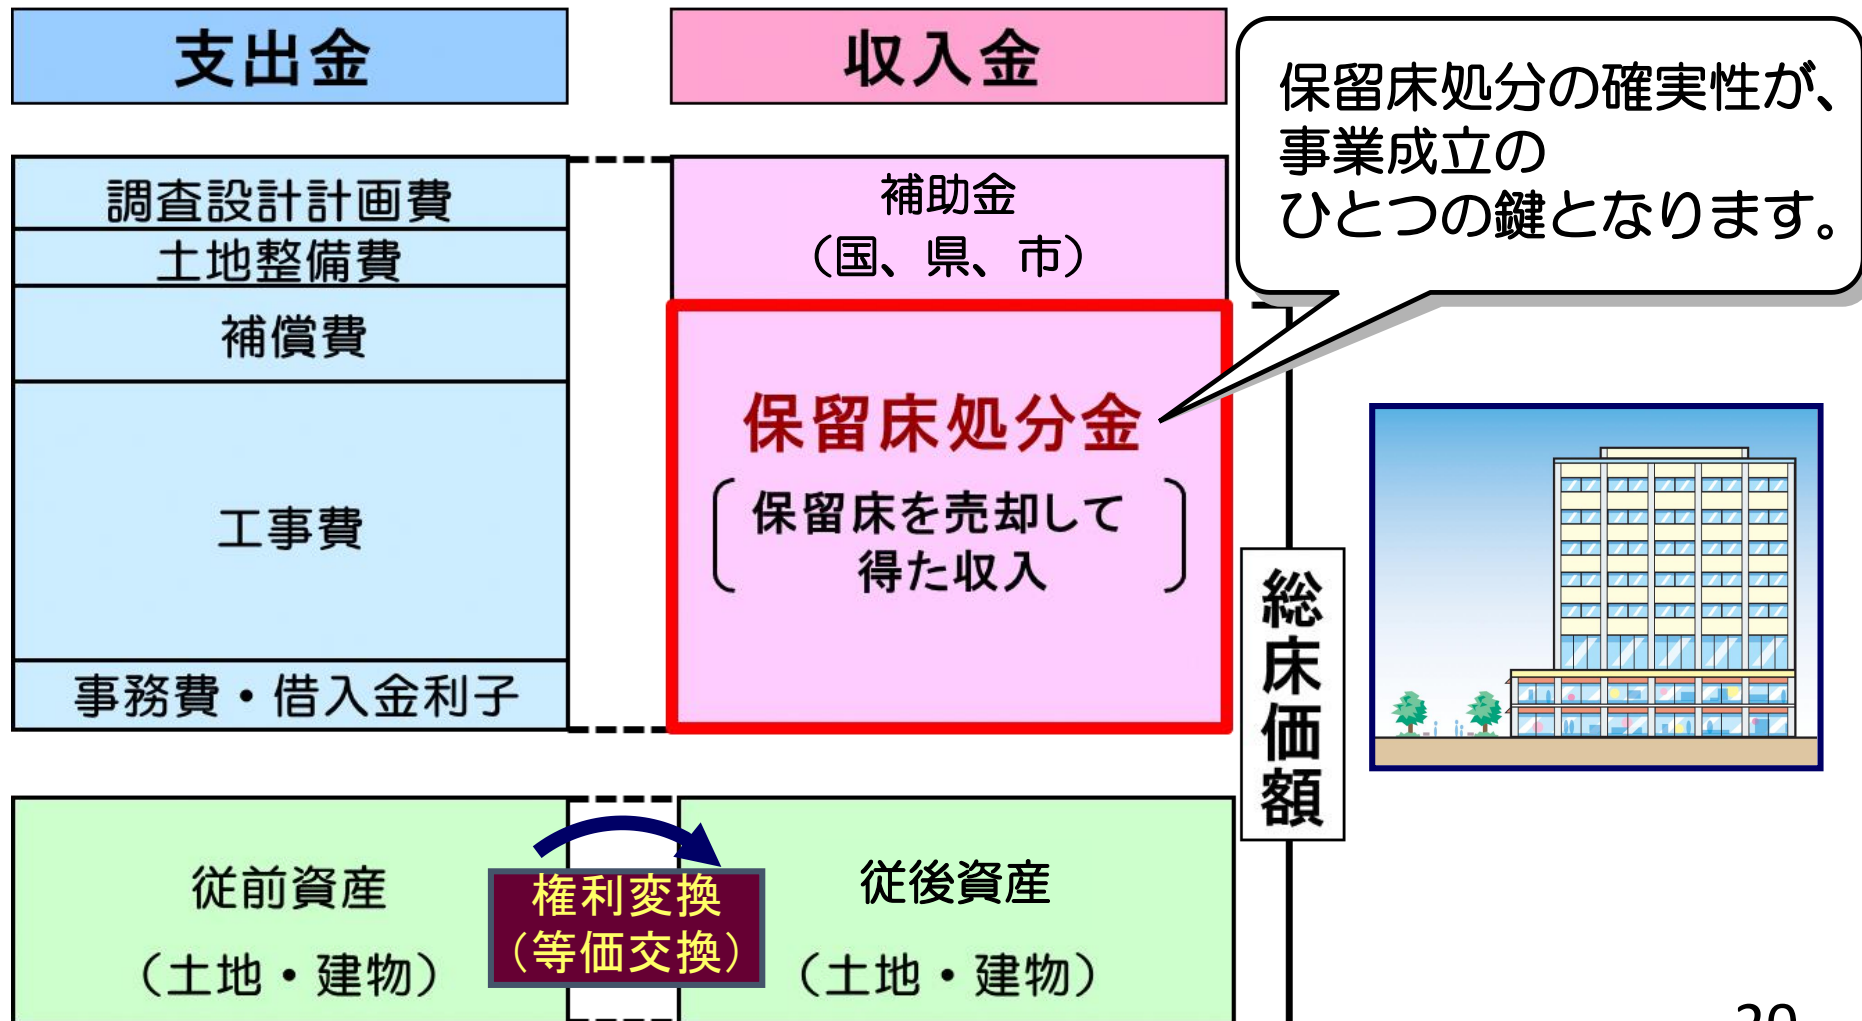 支出金
収入金
保留床処分の確実性が、
事業成立の
ひとつの鍵となります。
調査設計計画費
土地整備費
補償費
工事費
事務費・借入金利子
補助金
（国、県、市）
保留床処分金
保留床を売却して
得た収入
総床価額
従前資産
（土地・建物）
権利変換
（等価交換）
従後資産
（土地・建物）